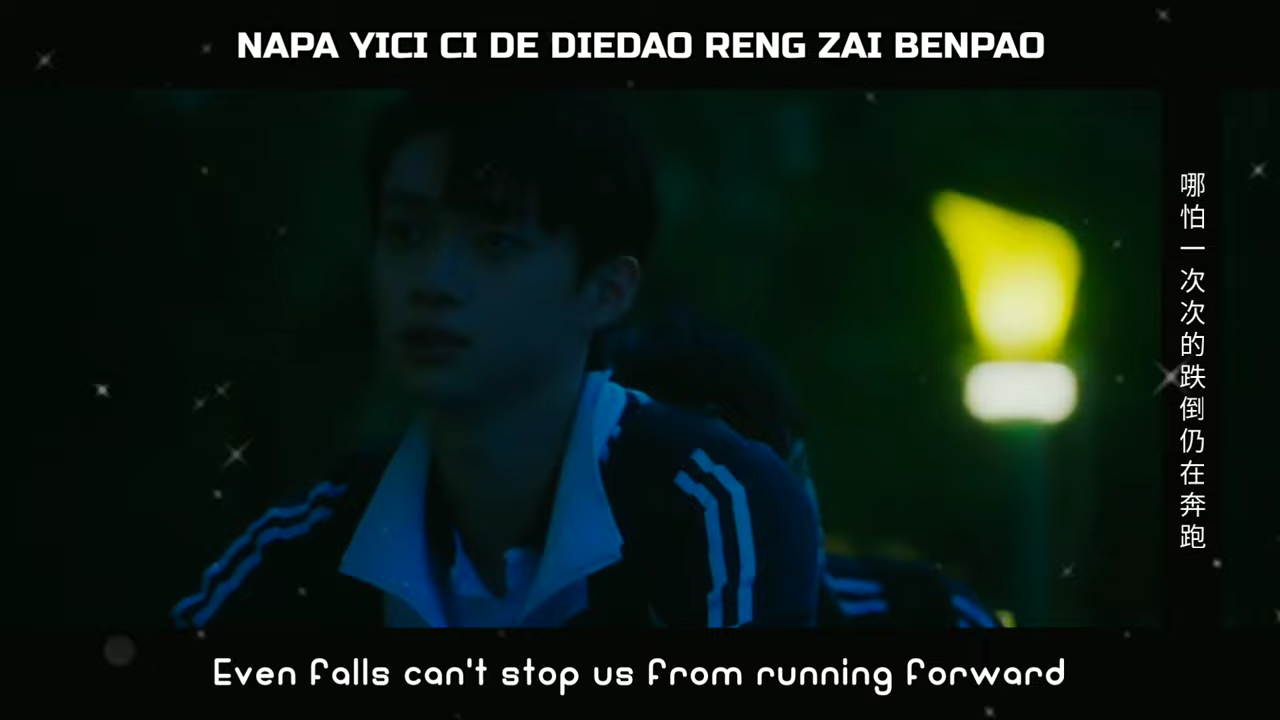 NAPA YICI CI DE DIEDAO RENG ZAI BENPAO
哪怕一次次的跌倒仍在奔跑
Even falls can't stop us from running forward